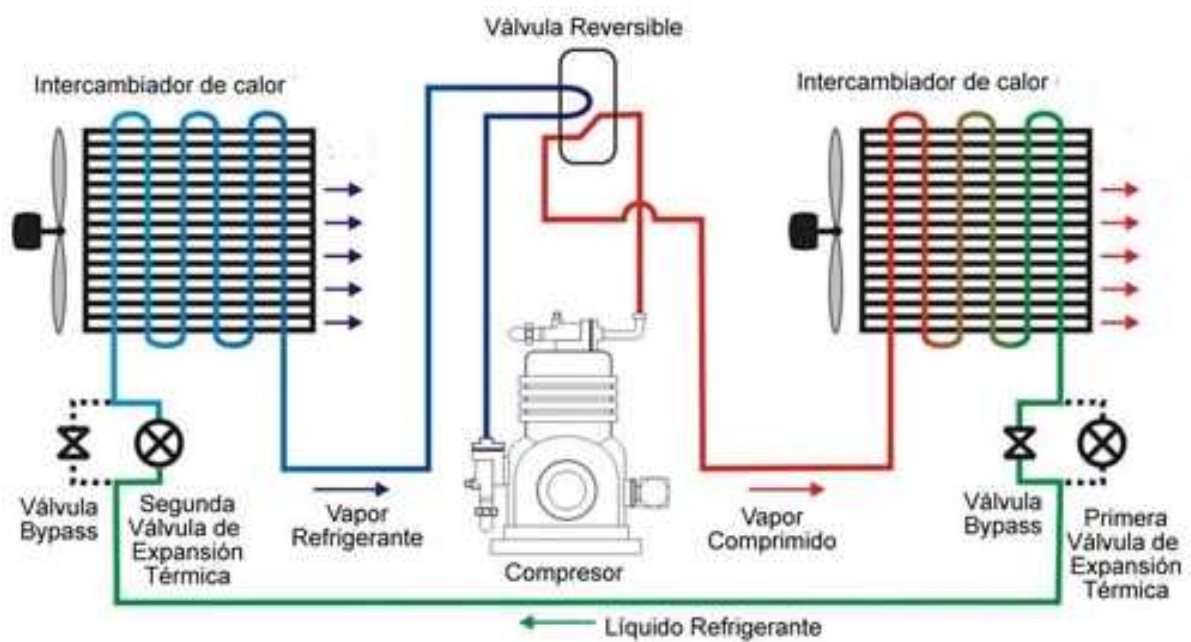 Válvula Reversible
Intercambiador de calor
Intercambiador de calor
Válvula
Bypass
Segunda
Válvula de
Expansión
Térmica
Vapor
Refrigerante
Compresor
Vapor
Comprimido
Válvula
Bypass
Primera
Válvula de
Expansión
Térmica
Líquido Refrigerante